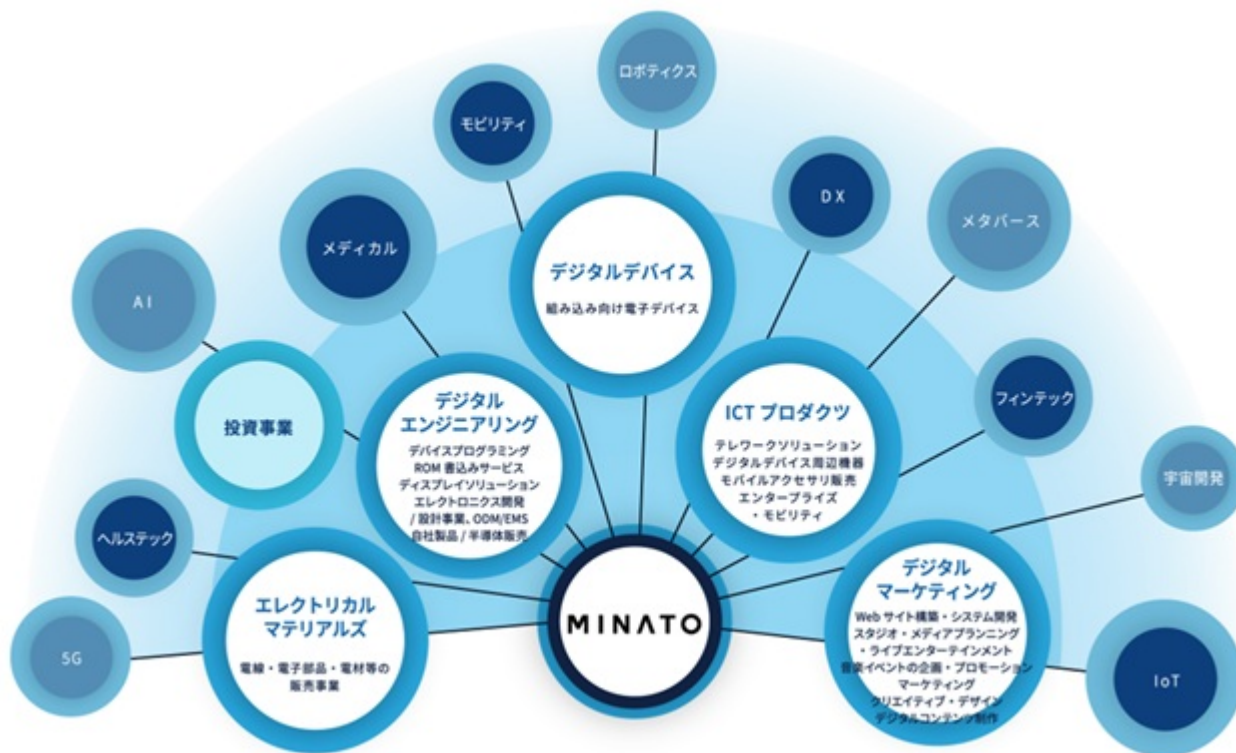 ロボティクス
モビリティ
DX
メタバース
メディカル
AI
デジタルデバイス
組み込み向け電子デバイス
投資事業
デジタル
エンジニアリング
デバイスプログラミング
ROM 書込みサービス
ディスプレイソリューション
エレクトロニクス開発
/ 設計事業、ODM/EMS
自社製品 / 半導体販売
ICT プロダクツ
テレワークソリューション
デジタルデバイス周辺機器
モバイルアクセサリ販売
エンタープライズ
・モビリティ
フィンテック
宇宙開発
ヘルステック
エレクトリカル
マテリアルズ
電線・電子部品・電材等の
販売事業
MINATO
デジタル
マーケティング
Web サイト構築・システム開発
スタジオ・メディアプランニング
・ライブエンターテインメント
音楽イベントの企画・プロモーション
マーケティング
クリエイティブ・デザイン
デジタルコンテンツ制作
5G
IoT